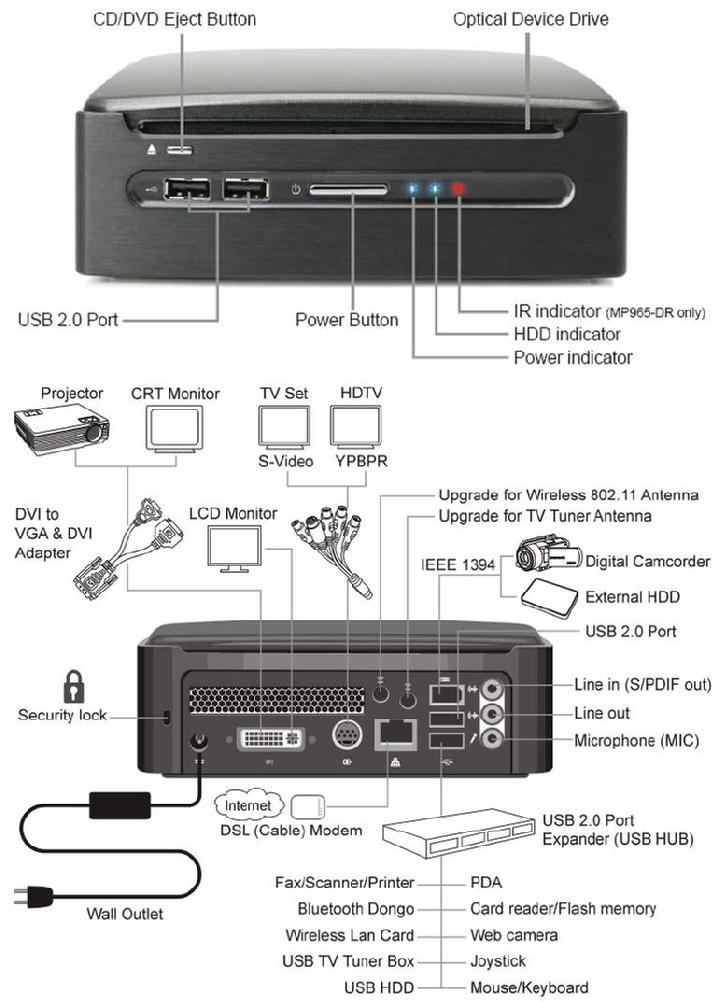 CD/DVD Eject Button
Optical Device Drive
USB 2.0 Port
Power Button
IR indicator (MP965-DR only)
HDD indicator
Power indicator
Projector
CRT Monitor
TV Set
HDTV
S-Video
YPBPR
DVI to
VGA & DVI
Adapter
LCD Monitor
Upgrade for Wireless 802.11 Antenna
Upgrade for TV Tuner Antenna
IEEE 1394
Digital Camcorder
External HDD
USB 2.0 Port
Security lock
Line in (S/PDIF out)
Line out
Microphone (MIC)
Internet
DSL (Cable) Modem
USB 2.0 Port
Expander (USB HUB)
Wall Outlet
Fax/Scanner/Printer
PDA
Bluetooth Dongo
Card reader/Flash memory
Wireless Lan Card
Web camera
USB TV Tuner Box
Joystick
USB HDD
Mouse/Keyboard